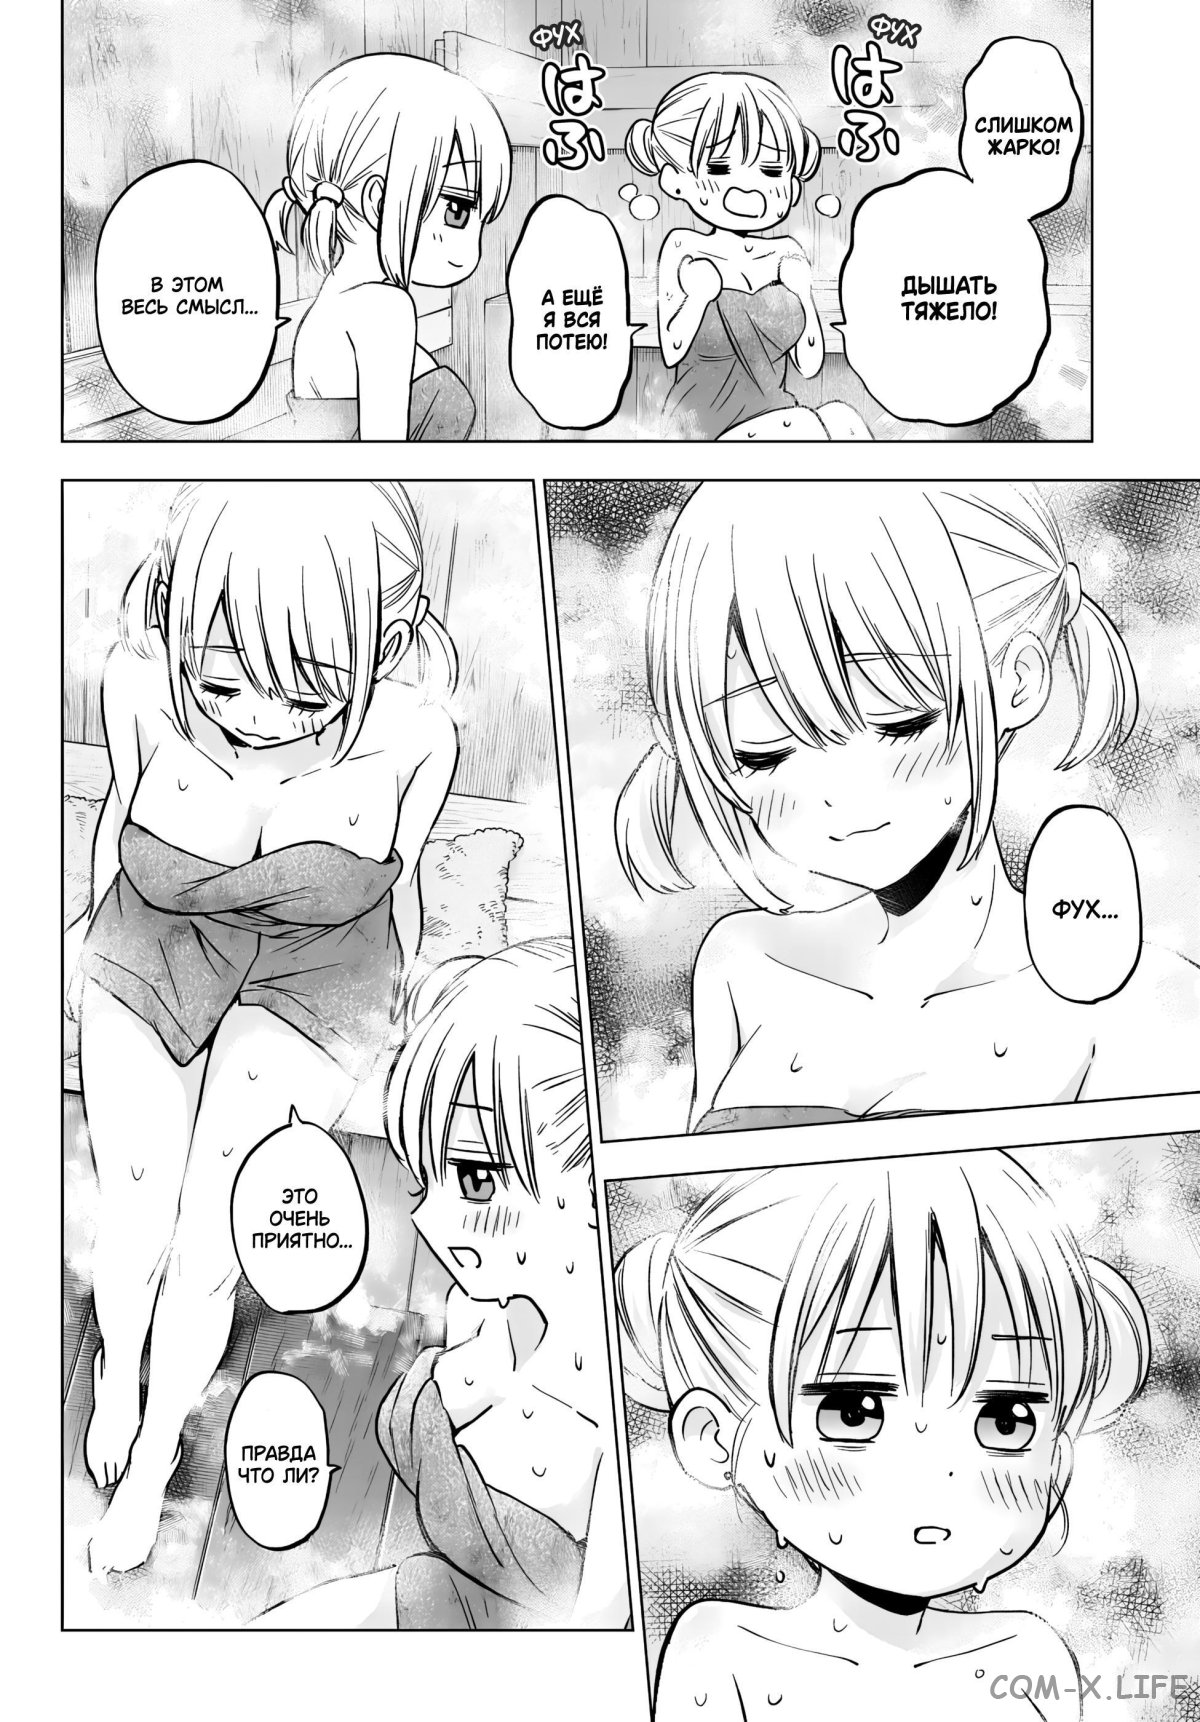 СЛИШКОМ
ЖАРКО!
ФУХ
はふ
ДЫШАТЬ
ТЯЖЕЛО!
ФУХ
はふ
А ЕЩЁ
Я ВСЯ
ПОТЕЮ!
В ЭТОМ
ВЕСЬ СМЫСЛ...
ФУХ...
ЭТО
ОЧЕНЬ
ПРИЯТНО...
ПРАВДА
ЧТО ЛИ?
COM-X.LIFE